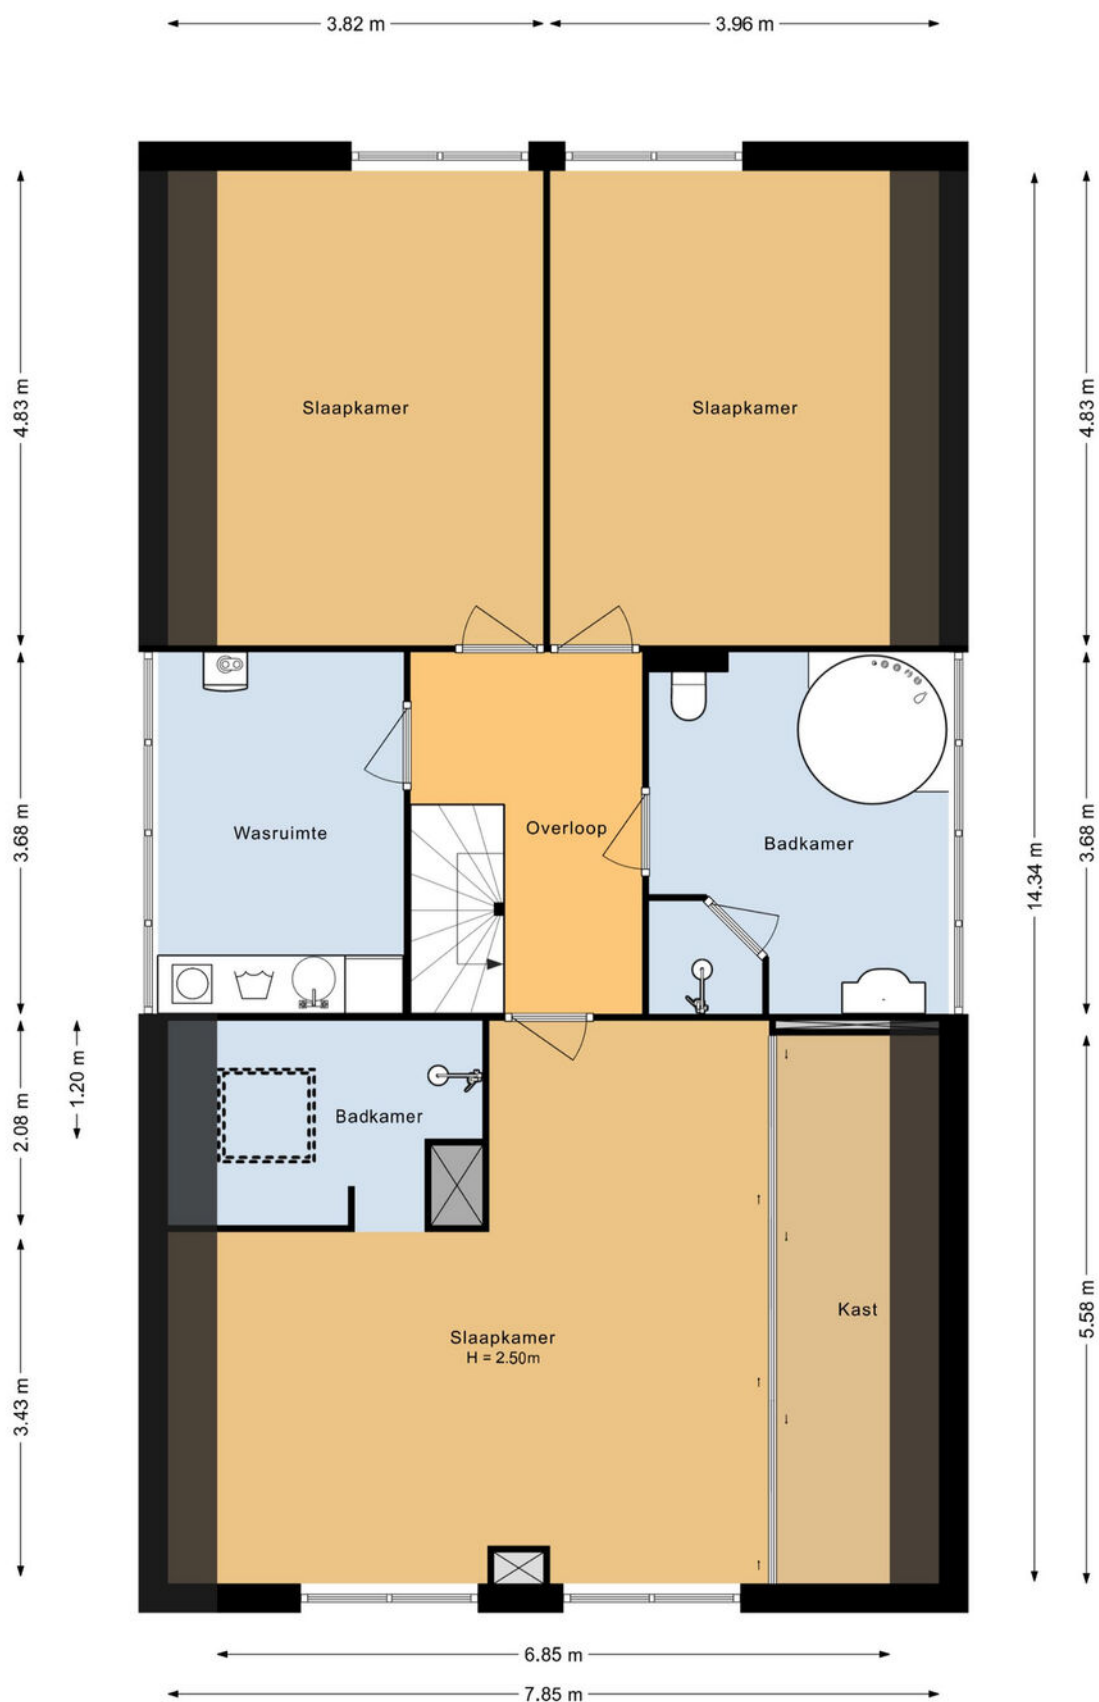 3.82 m
3.96 m
4.83 m
4.83 m
Slaapkamer
Slaapkamer
3.68 m
3.68 m
14.34 m
Wasruimte
Overloop
Badkamer
1.20 m
2.08 m
Badkamer
5.58 m
Kast
Slaapkamer
H = 2.50m
3.43 m
6.85 m
7.85 m